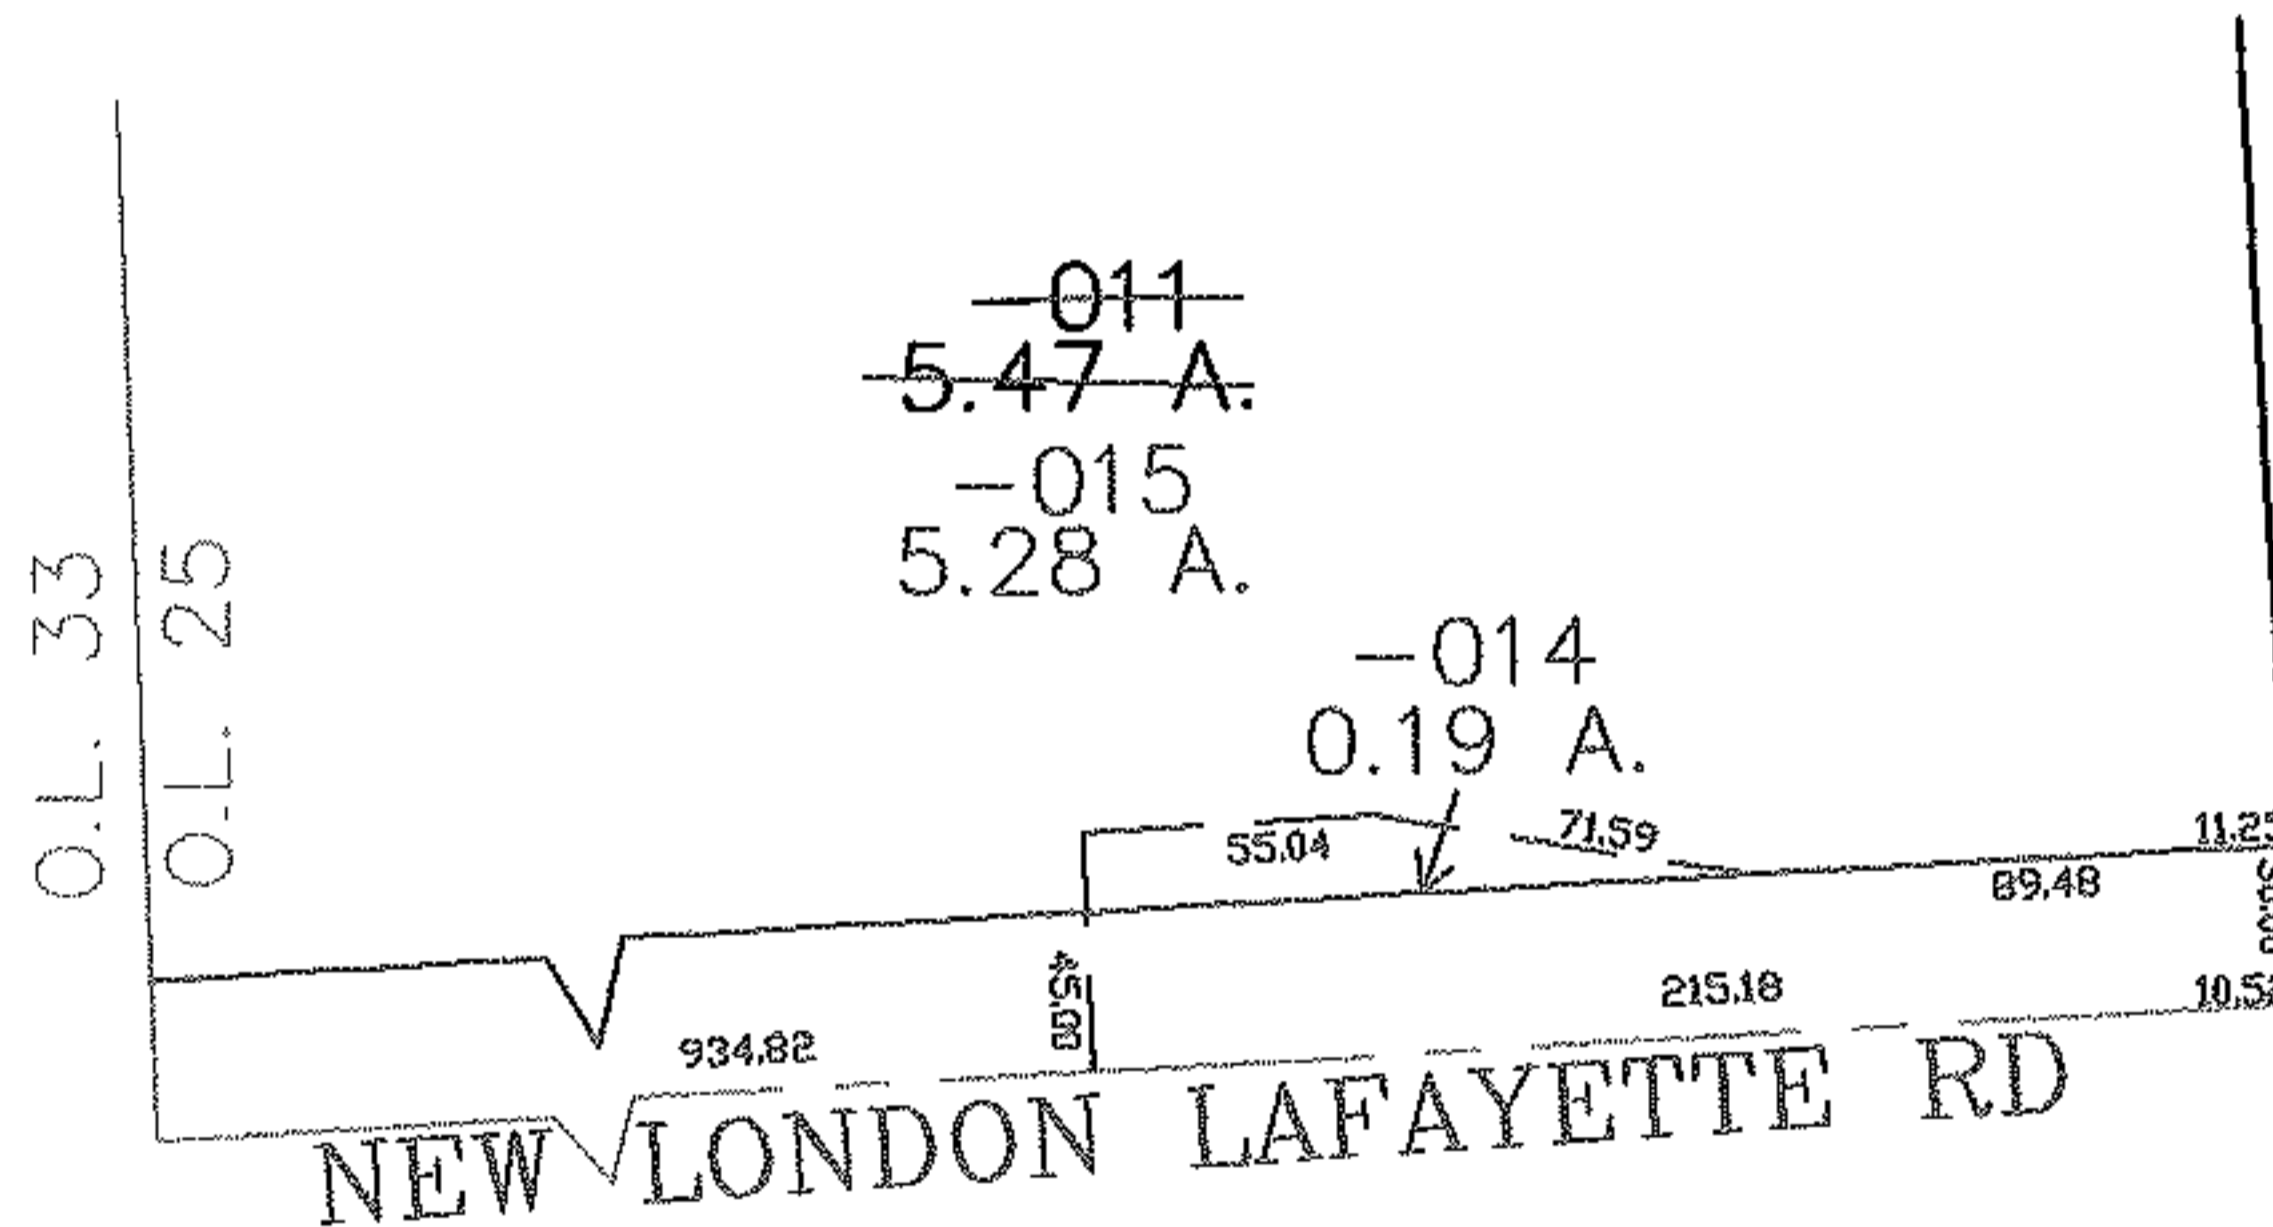 -011
5.47 A.
-015
5.28 A.
-014
0.19 A.
O.L. 33
O.L. 25
55.04
71.59
89.48
215.18
934.82
NEW LONDON LAFAYETTE RD